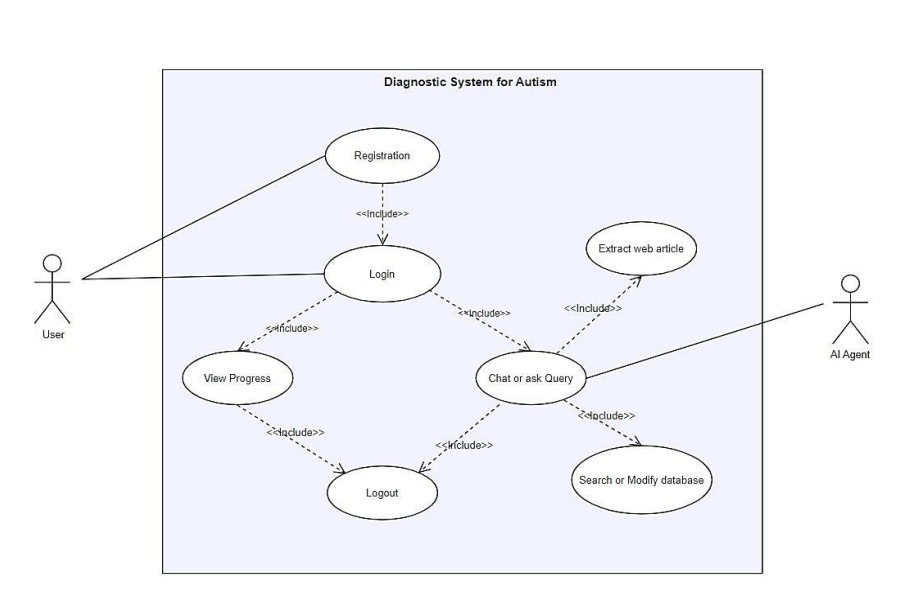 Diagnostic System for Autism
Registration
<<Include>>
Extract web article
Login
<<Include>>
<<Include>>
<<Include>>
User
AI Agent
View Progress
Chat or ask Query
<<Include>>
<<Include>>
<<Include>>
Search or Modify database
Logout